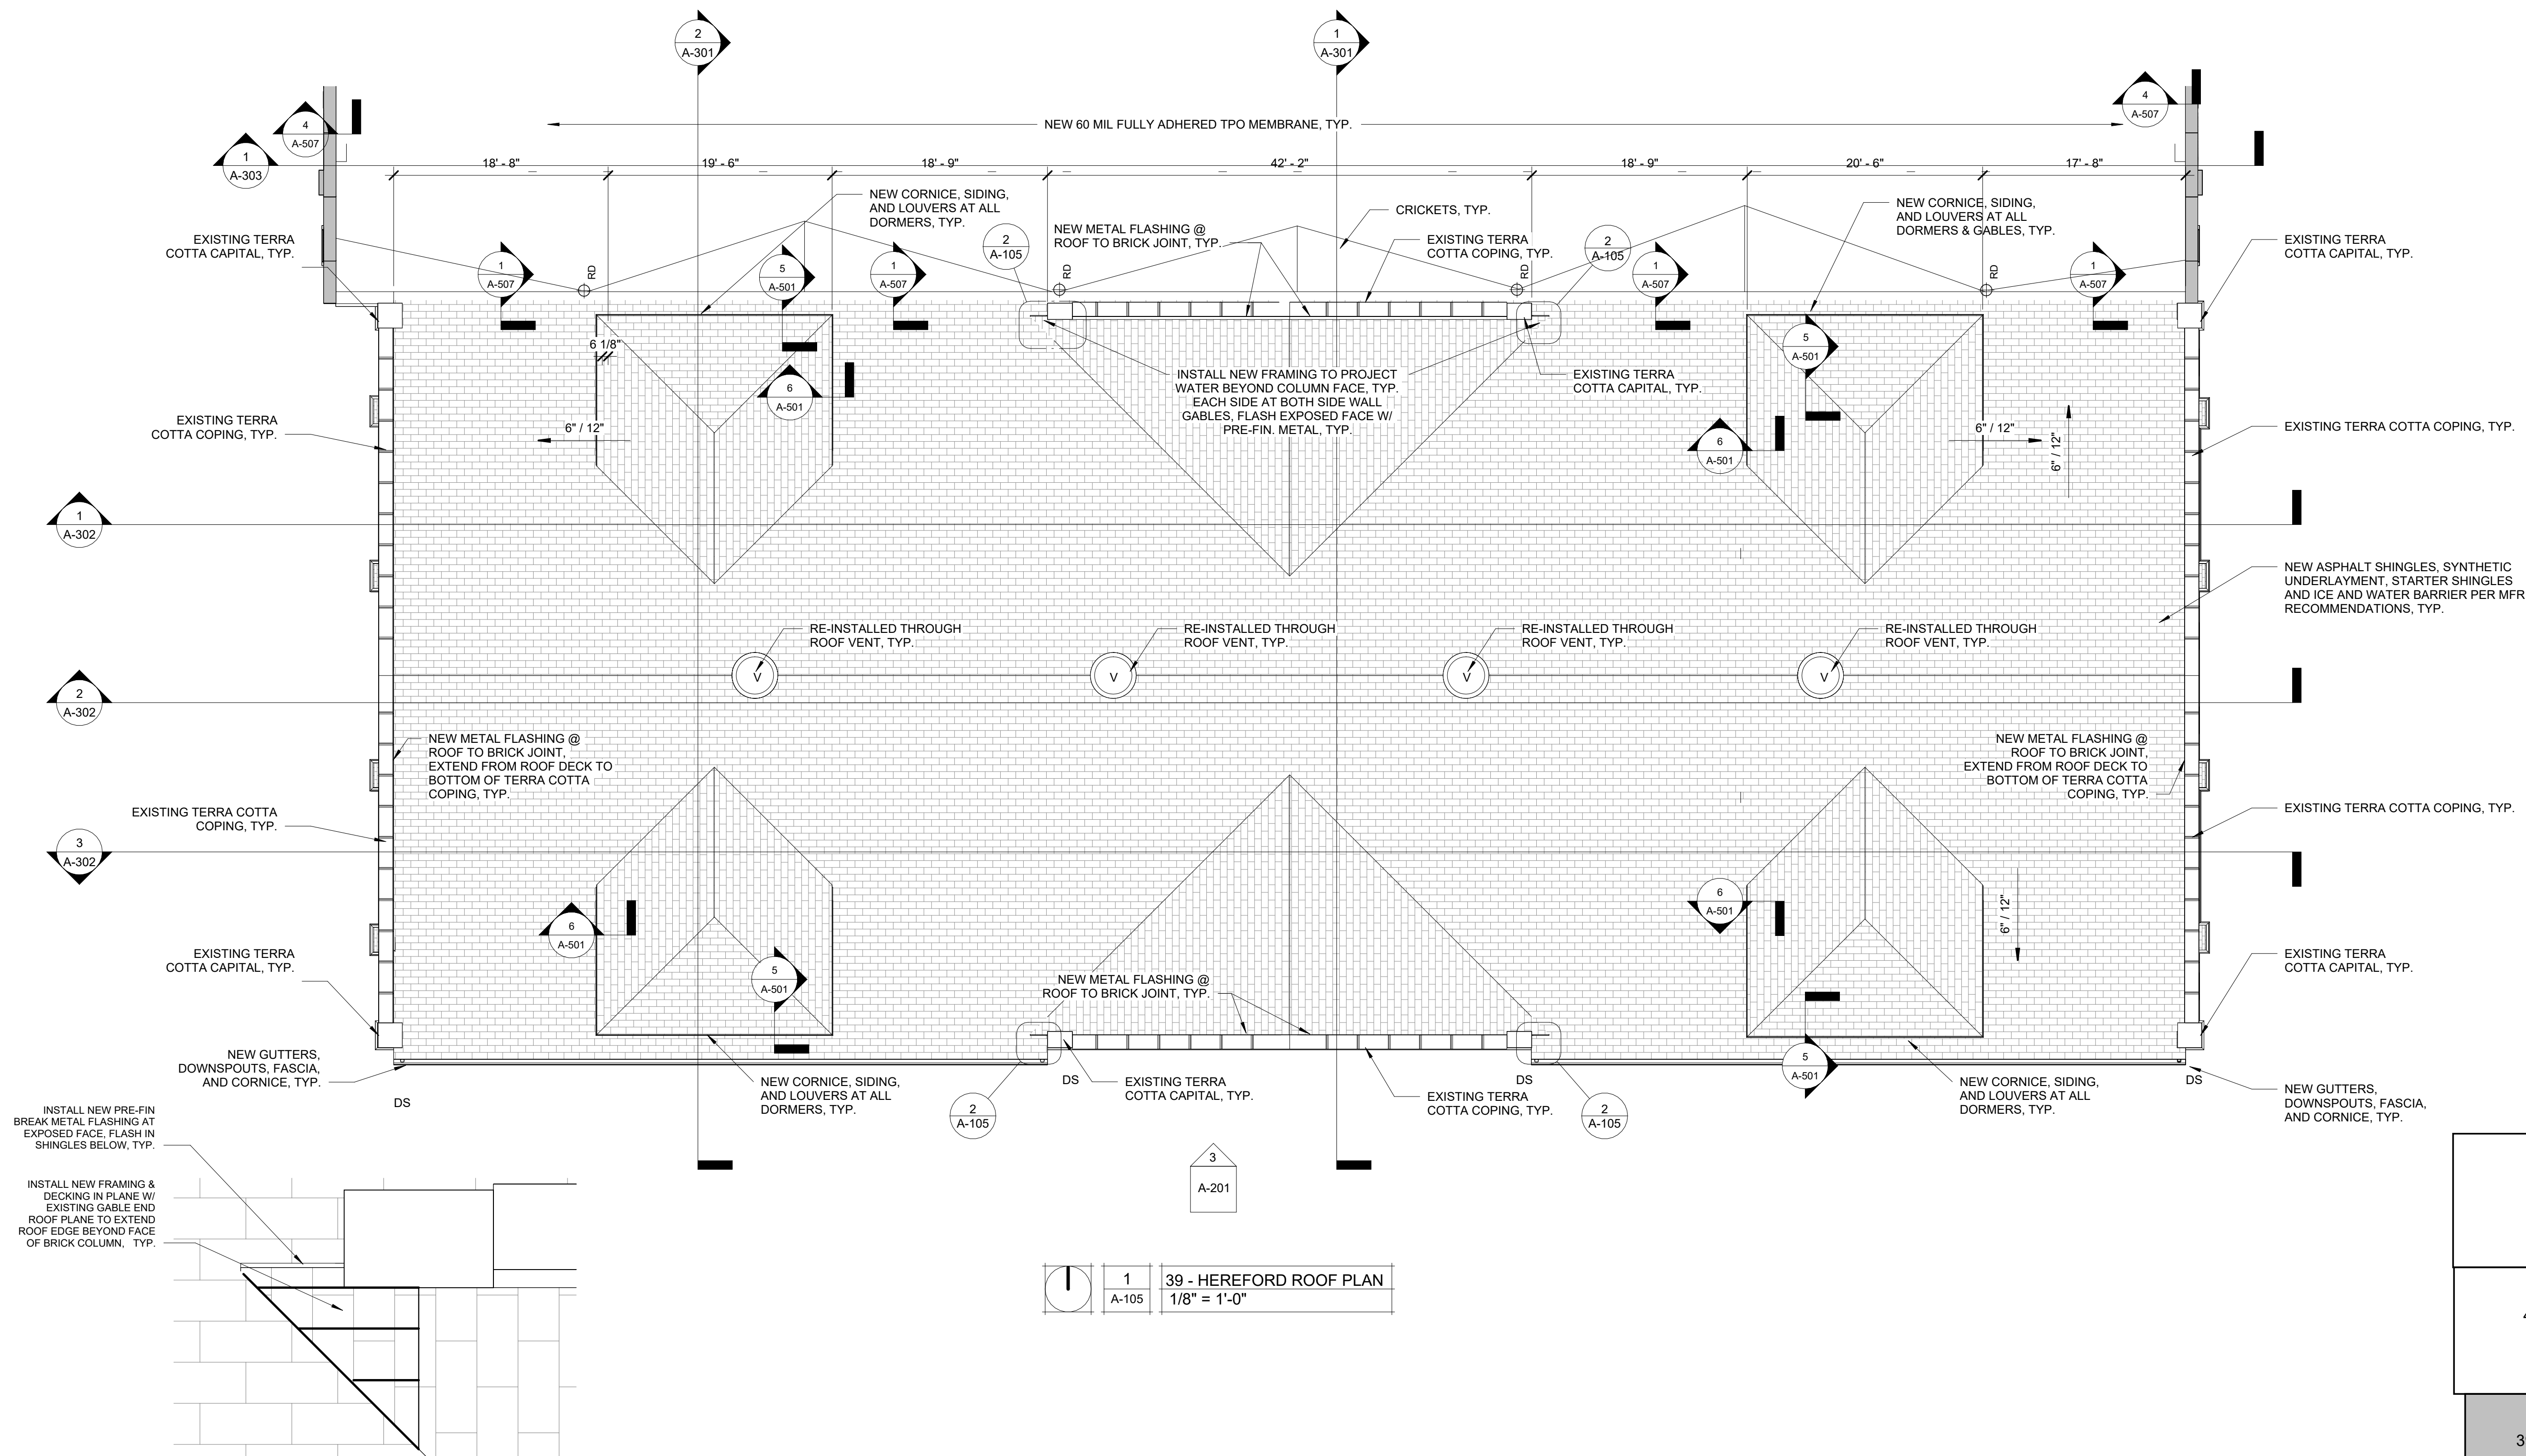 2
A-301
1
A-301
4
A-507
4
A-507
NEW 60 MIL FULLY ADHERED TPO MEMBRANE, TYP.
1
A-303
18' - 8"
19' - 6"
18' - 9"
42' - 2"
18' - 9"
20' - 6"
17' - 8"
NEW CORNICE, SIDING,
AND LOUVERS AT ALL
DORMERS, TYP.
NEW METAL FLASHING @
ROOF TO BRICK JOINT, TYP.
CRICKETS, TYP.
EXISTING TERRA
COTTA COPING, TYP.
NEW CORNICE, SIDING,
AND LOUVERS AT ALL
DORMERS & GABLES, TYP.
EXISTING TERRA
COTTA CAPITAL, TYP.
2
A-105
2
A-105
EXISTING TERRA
COTTA CAPITAL, TYP.
1
A-507
RD
5
A-501
1
A-507
RD
RD
1
A-507
RD
1
A-507
6 1/8"
6
A-501
INSTALL NEW FRAMING TO PROJECT
WATER BEYOND COLUMN FACE, TYP.
EACH SIDE AT BOTH SIDE WALL
GABLES, FLASH EXPOSED FACE W/
PRE-FIN. METAL, TYP.
EXISTING TERRA
COTTA CAPITAL, TYP.
5
A-501
6
A-501
EXISTING TERRA
COTTA COPING, TYP.
6" / 12"
6" / 12"
6" / 12"
EXISTING TERRA COTTA COPING, TYP.
1
A-302
NEW ASPHALT SHINGLES, SYNTHETIC
UNDERLAYMENT, STARTER SHINGLES
AND ICE AND WATER BARRIER PER MFR
RECOMMENDATIONS, TYP.
RE-INSTALLED THROUGH
ROOF VENT, TYP.
RE-INSTALLED THROUGH
ROOF VENT, TYP.
RE-INSTALLED THROUGH
ROOF VENT, TYP.
RE-INSTALLED THROUGH
ROOF VENT, TYP.
V
V
V
V
2
A-302
NEW METAL FLASHING @
ROOF TO BRICK JOINT,
EXTEND FROM ROOF DECK TO
BOTTOM OF TERRA COTTA
COPING, TYP.
NEW METAL FLASHING @
ROOF TO BRICK JOINT,
EXTEND FROM ROOF DECK TO
BOTTOM OF TERRA COTTA
COPING, TYP.
EXISTING TERRA COTTA
COPING, TYP.
EXISTING TERRA COTTA COPING, TYP.
3
A-302
6
A-501
5
A-501
6
A-501
6" / 12"
EXISTING TERRA
COTTA CAPITAL, TYP.
NEW METAL FLASHING @
ROOF TO BRICK JOINT, TYP.
EXISTING TERRA
COTTA CAPITAL, TYP.
NEW GUTTERS,
DOWNSPOUTS, FASCIA,
AND CORNICE, TYP.
DS
NEW CORNICE, SIDING,
AND LOUVERS AT ALL
DORMERS, TYP.
DS
EXISTING TERRA
COTTA CAPITAL, TYP.
EXISTING TERRA
COTTA COPING, TYP.
DS
5
A-501
NEW CORNICE, SIDING,
AND LOUVERS AT ALL
DORMERS, TYP.
DS
NEW GUTTERS,
DOWNSPOUTS, FASCIA,
AND CORNICE, TYP.
2
A-105
2
A-105
INSTALL NEW PRE-FIN
BREAK METAL FLASHING AT
EXPOSED FACE, FLASH IN
SHINGLES BELOW, TYP.
3
A-201
INSTALL NEW FRAMING &
DECKING IN PLANE W/
EXISTING GABLE END
ROOF PLANE TO EXTEND
ROOF EDGE BEYOND FACE
OF BRICK COLUMN, TYP.
1
A-105
39 - HEREFORD ROOF PLAN
1/8" = 1'-0"